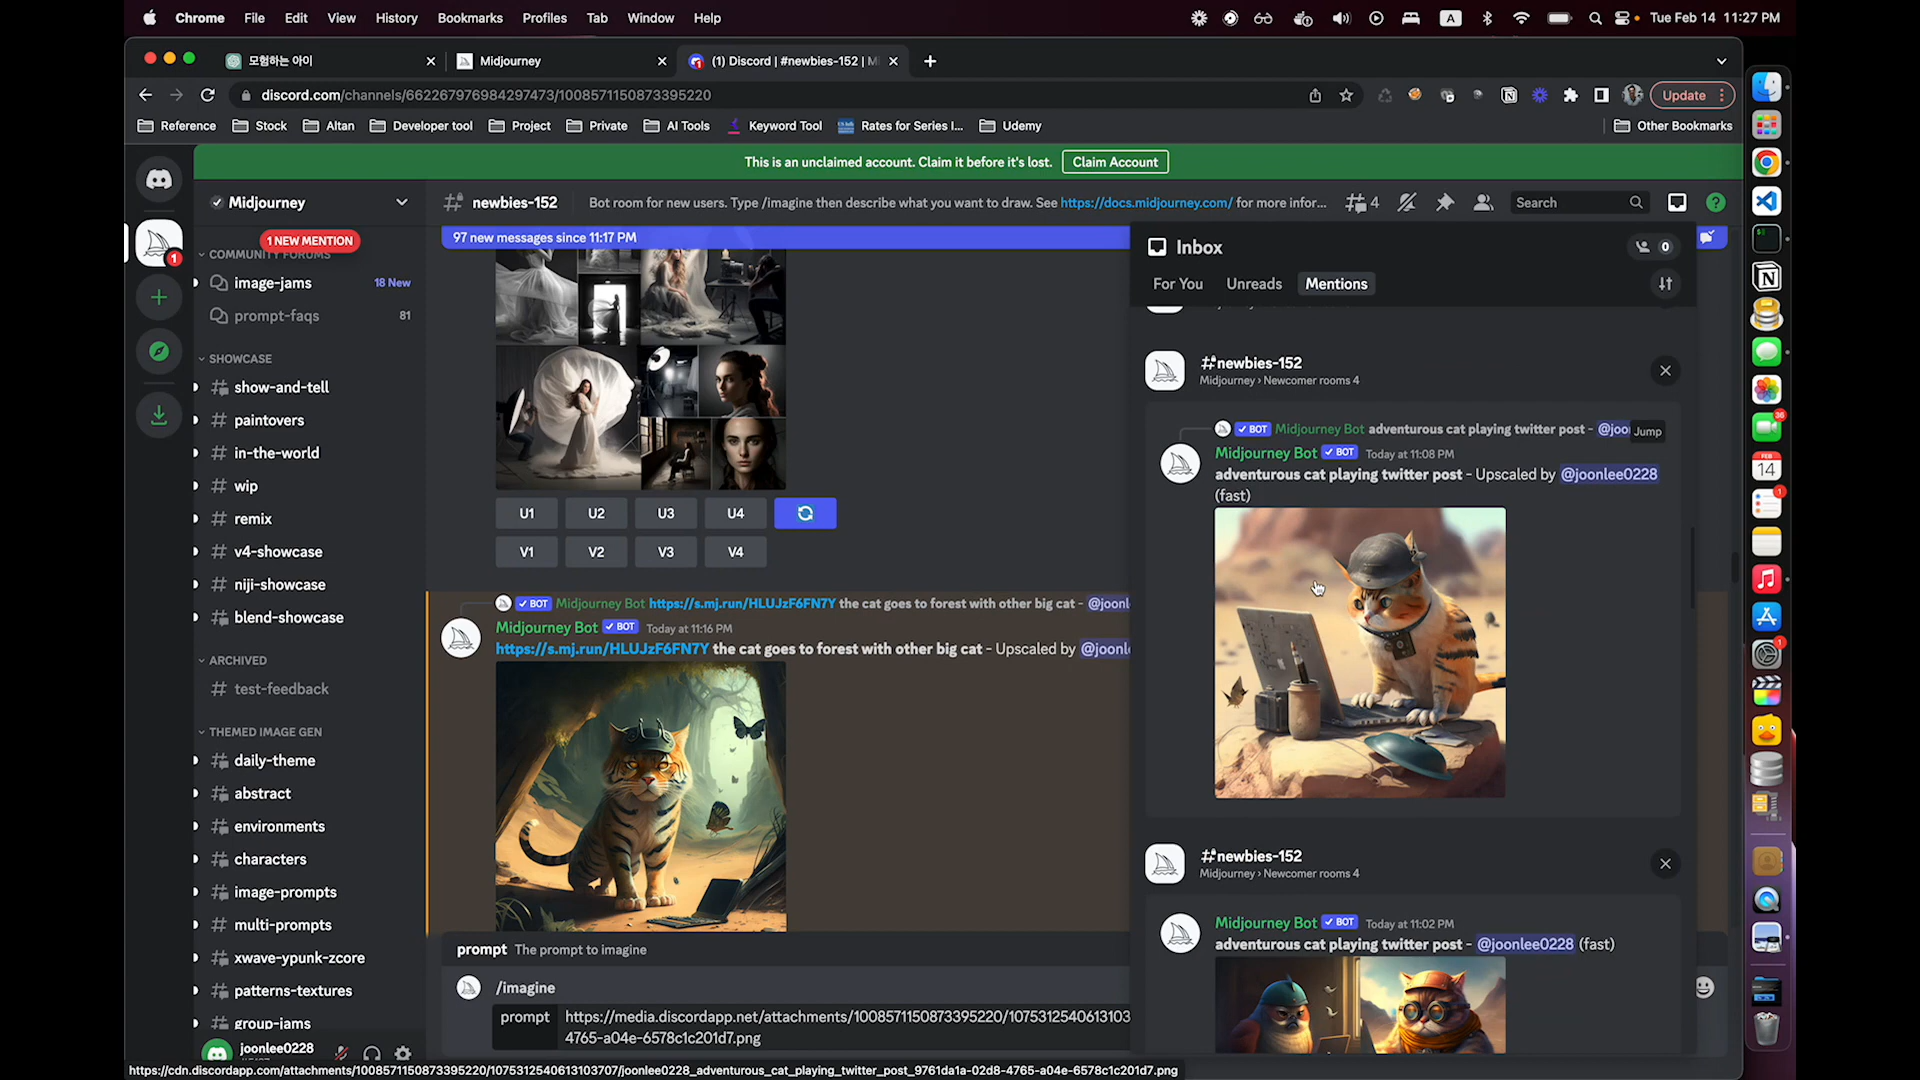 Chrome File Edit View History Bookmarks Profiles Tab Window Help
A Tue Feb 14 11:27 PM
모험하는 아이
Midjourney
(1) Discord | #newbies-152 | M
discord.com/channels/662267976984297473/1008571150873395220
Update
Reference Stock Altan Developer tool Project Private AI Tools Keyword Tool Rates for Series I... Udemy Other Bookmarks
This is an unclaimed account. Claim it before it's lost. Claim Account
Midjourney
newbies-152
Bot room for new users. Type /imagine then describe what you want to draw. See https://docs.midjourney.com/ for more infor...
4
Search
1
1 NEW MENTION
COMMUNITY FORUMS
image-jams 18 New
prompt-faqs 81
SHOWCASE
show-and-tell
paintovers
in-the-world
wip
remix
v4-showcase
niji-showcase
blend-showcase
ARCHIVED
test-feedback
THEMED IMAGE GEN
daily-theme
abstract
environments
characters
image-prompts
multi-prompts
xwave-ypunk-zcore
patterns-textures
group-jams
joonlee0228
97 new messages since 11:17 PM
U1 U2 U3 U4
V1 V2 V3 V4
BOT Midjourney Bot https://s.mj.run/HLUJzF6FN7Y the cat goes to forest with other big cat - @joonl
Midjourney Bot BOT Today at 11:16 PM
https://s.mj.run/HLUJzF6FN7Y the cat goes to forest with other big cat - Upscaled by @joonl
prompt The prompt to imagine
/imagine
prompt https://media.discordapp.net/attachments/1008571150873395220/1075312540613103
4765-a04e-6578c1c201d7.png
Inbox
0
For You Unreads Mentions
#newbies-152
Midjourney › Newcomer rooms 4
BOT Midjourney Bot adventurous cat playing twitter post - @joo Jump
Midjourney Bot BOT Today at 11:08 PM
adventurous cat playing twitter post - Upscaled by @joonlee0228
(fast)
#newbies-152
Midjourney › Newcomer rooms 4
Midjourney Bot BOT Today at 11:02 PM
adventurous cat playing twitter post - @joonlee0228 (fast)
36
FEB
14
1
1
https://cdn.discordapp.com/attachments/1008571150873395220/1075312540613103707/joonlee0228_adventurous_cat_playing_twitter_post_9761da1a-02d8-4765-a04e-6578c1c201d7.png